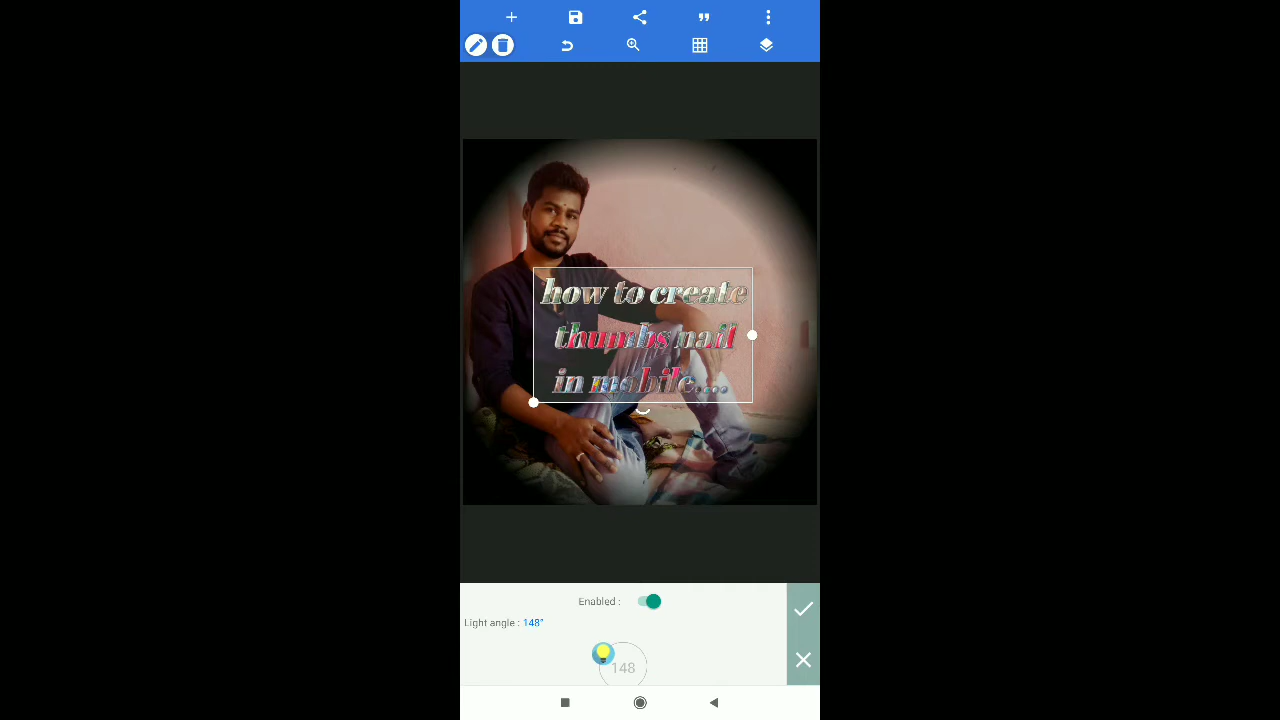 how to create
thumbs nail
in mobile....
Enabled :
Light angle : 148°
148